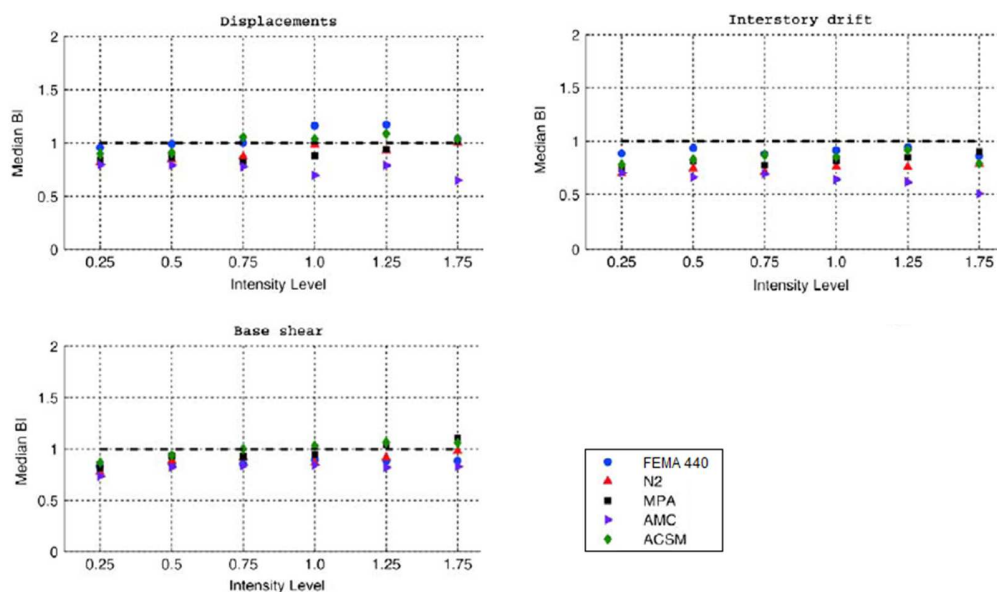 Displacements
2
1.5
1
0.5
0
Median BI
0.25 0.5 0.75 1.0 1.25 1.75
Intensity Level
Interstory drift
2
1.5
1
0.5
0
Median BI
0.25 0.5 0.75 1.0 1.25 1.75
Intensity Level
Base shear
2
1.5
1
0.5
0
Median BI
0.25 0.5 0.75 1.0 1.25 1.75
Intensity Level
FEMA 440
N2
MPA
AMC
ACSM